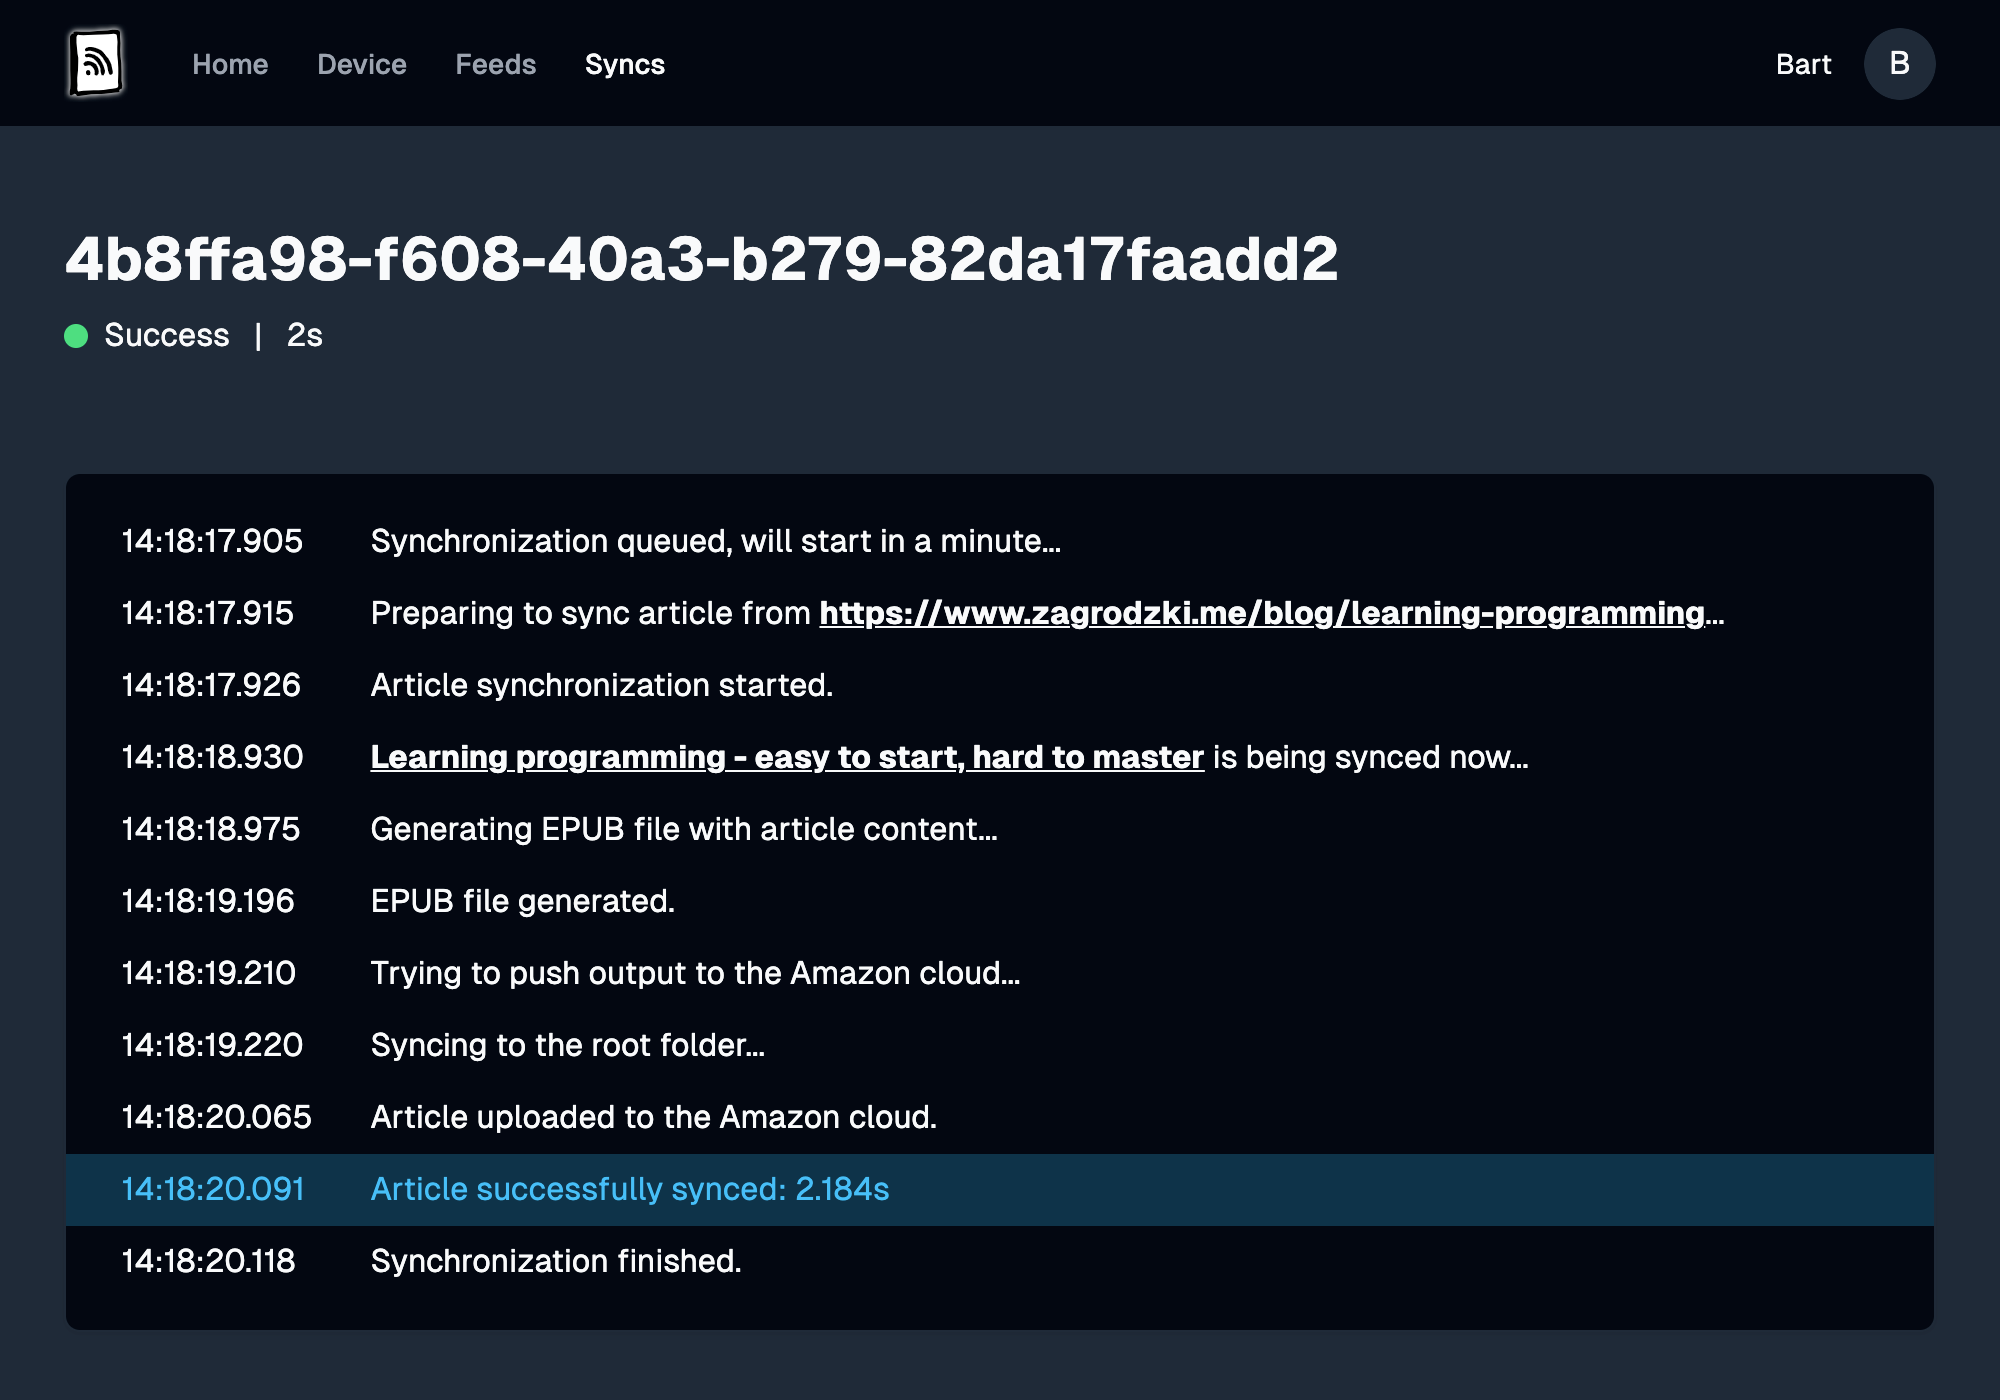 Home Device Feeds Syncs Bart B
4b8ffa98-f608-40a3-b279-82da17faadd2
Success | 2s
14:18:17.905 Synchronization queued, will start in a minute...
14:18:17.915 Preparing to sync article from https://www.zagrodzki.me/blog/learning-programming...
14:18:17.926 Article synchronization started.
14:18:18.930 Learning programming - easy to start, hard to master is being synced now...
14:18:18.975 Generating EPUB file with article content...
14:18:19.196 EPUB file generated.
14:18:19.210 Trying to push output to the Amazon cloud...
14:18:19.220 Syncing to the root folder...
14:18:20.065 Article uploaded to the Amazon cloud.
14:18:20.091 Article successfully synced: 2.184s
14:18:20.118 Synchronization finished.